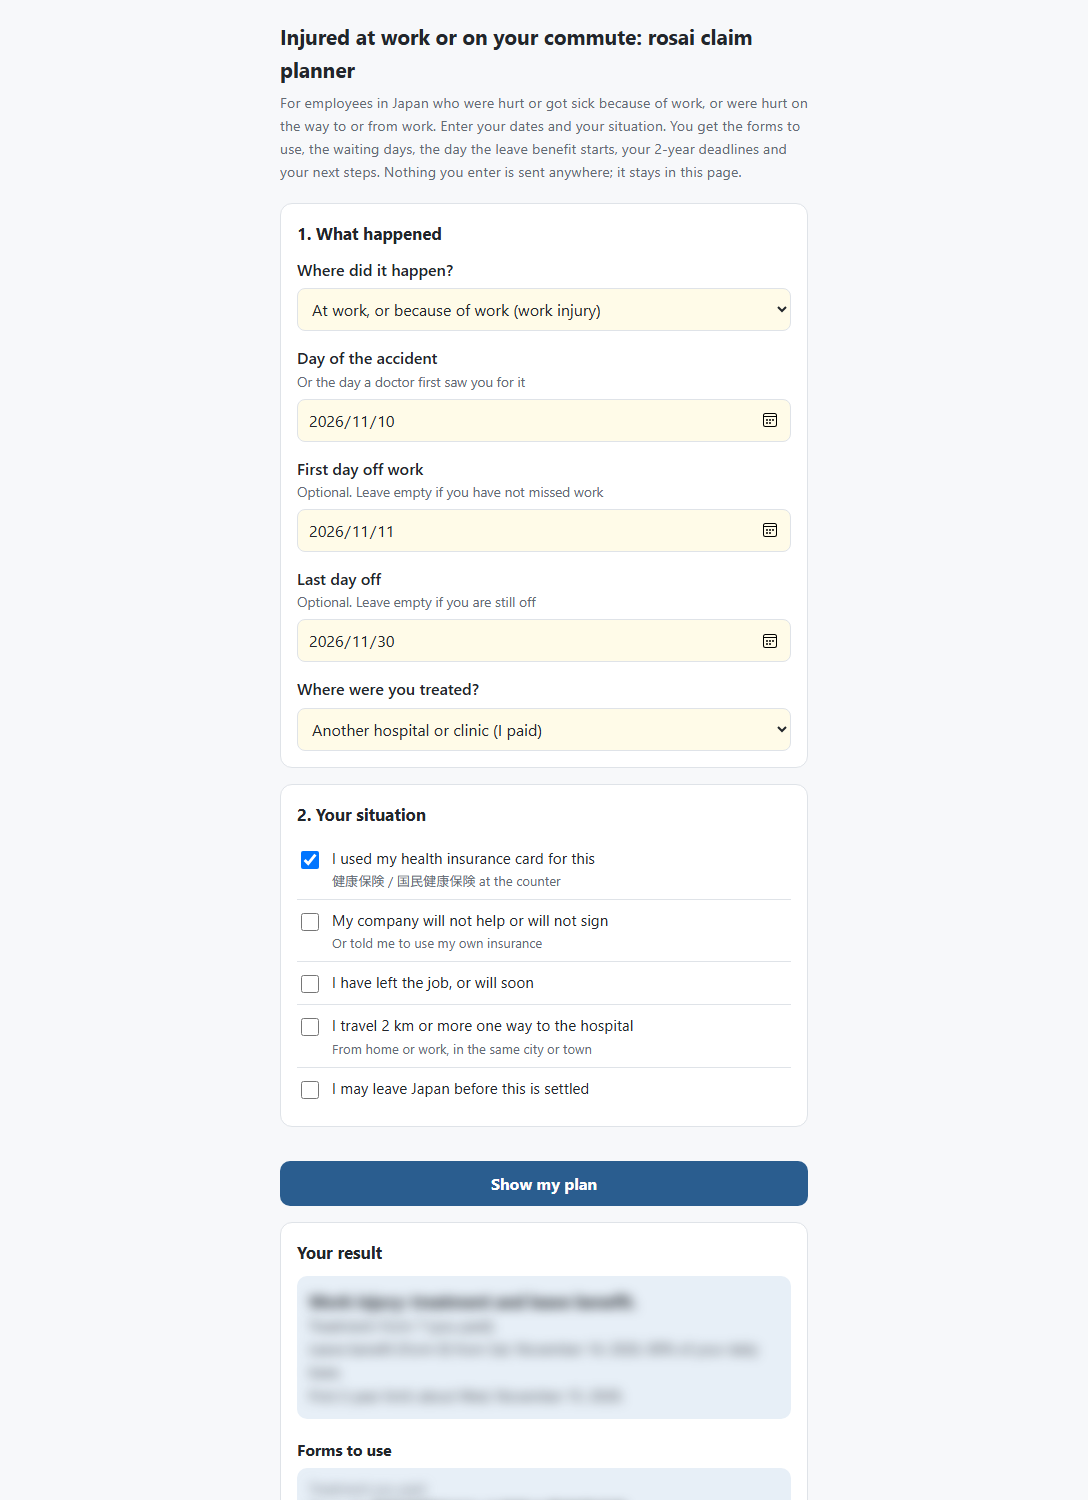 Injured at work or on your commute: rosai claim
planner
For employees in Japan who were hurt or got sick because of work, or were hurt on
the way to or from work. Enter your dates and your situation. You get the forms to
use, the waiting days, the day the leave benefit starts, your 2-year deadlines and
your next steps. Nothing you enter is sent anywhere; it stays in this page.
1. What happened
Where did it happen?
At work, or because of work (work injury)
Day of the accident
Or the day a doctor first saw you for it
2026/11/10
First day off work
Optional. Leave empty if you have not missed work
2026/11/11
Last day off
Optional. Leave empty if you are still off
2026/11/30
Where were you treated?
Another hospital or clinic (I paid)
2. Your situation
I used my health insurance card for this
健康保険 / 国民健康保険 at the counter
My company will not help or will not sign
Or told me to use my own insurance
I have left the job, or will soon
I travel 2 km or more one way to the hospital
From home or work, in the same city or town
I may leave Japan before this is settled
Show my plan
Your result
Forms to use